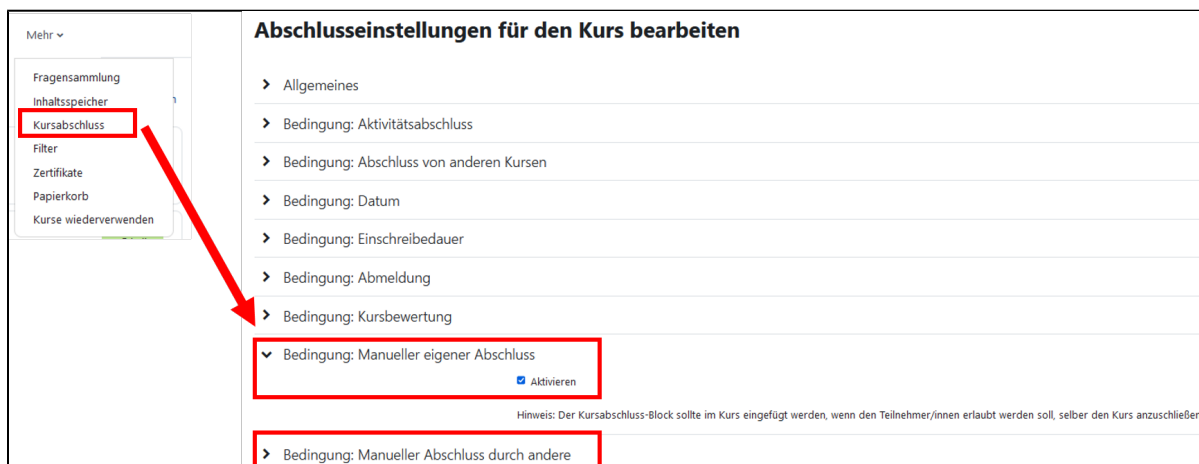 Mehr
Fragensammlung
Inhaltsspeicher
Kursabschluss
Filter
Zertifikate
Papierkorb
Kurse wiederverwenden
Abschlusseinstellungen für den Kurs bearbeiten
Allgemeines
Bedingung: Aktivitätsabschluss
Bedingung: Abschluss von anderen Kursen
Bedingung: Datum
Bedingung: Einschreibedauer
Bedingung: Abmeldung
Bedingung: Kursbewertung
Bedingung: Manueller eigener Abschluss
Aktivieren
Hinweis: Der Kursabschluss-Block sollte im Kurs eingefügt werden, wenn den Teilnehmer/innen erlaubt werden soll, selber den Kurs anzuschließen
Bedingung: Manueller Abschluss durch andere